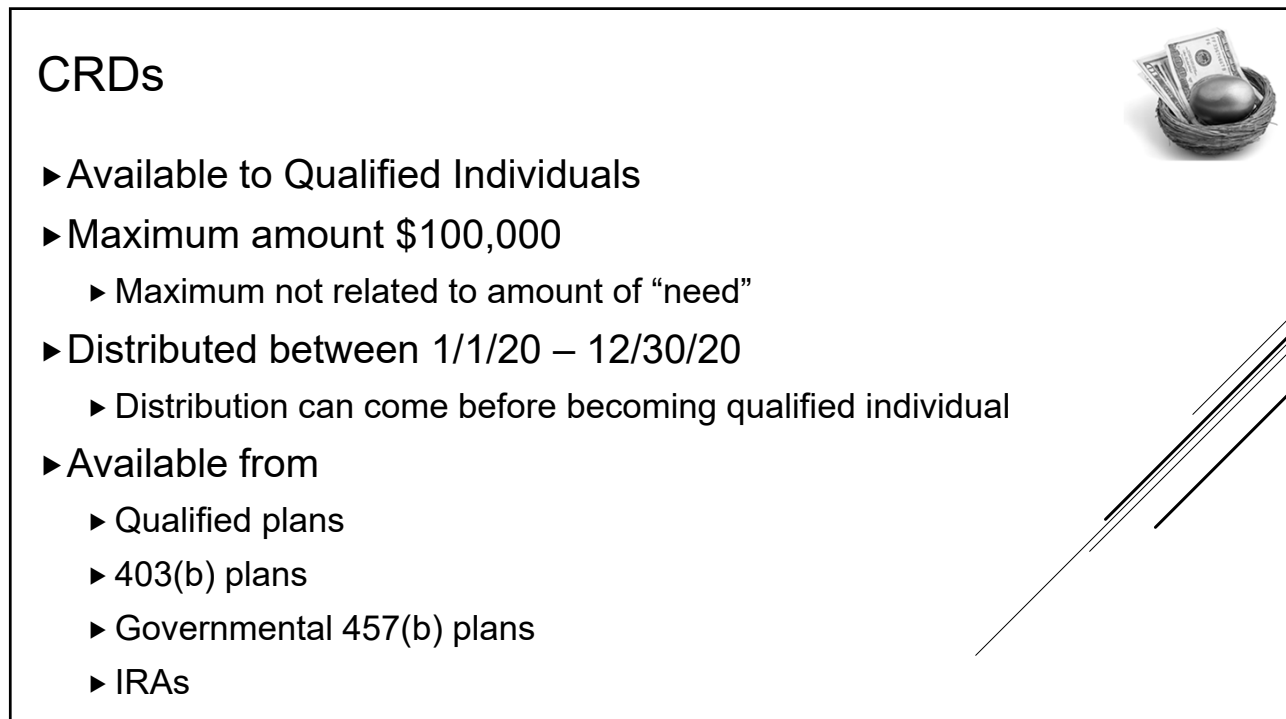 CRDs
▶Available to Qualified Individuals
▶Maximum amount $100,000
▶Maximum not related to amount of “need”
▶Distributed between 1/1/20 – 12/30/20
▶Distribution can come before becoming qualified individual
▶Available from
▶Qualified plans
▶403(b) plans
▶Governmental 457(b) plans
▶IRAs